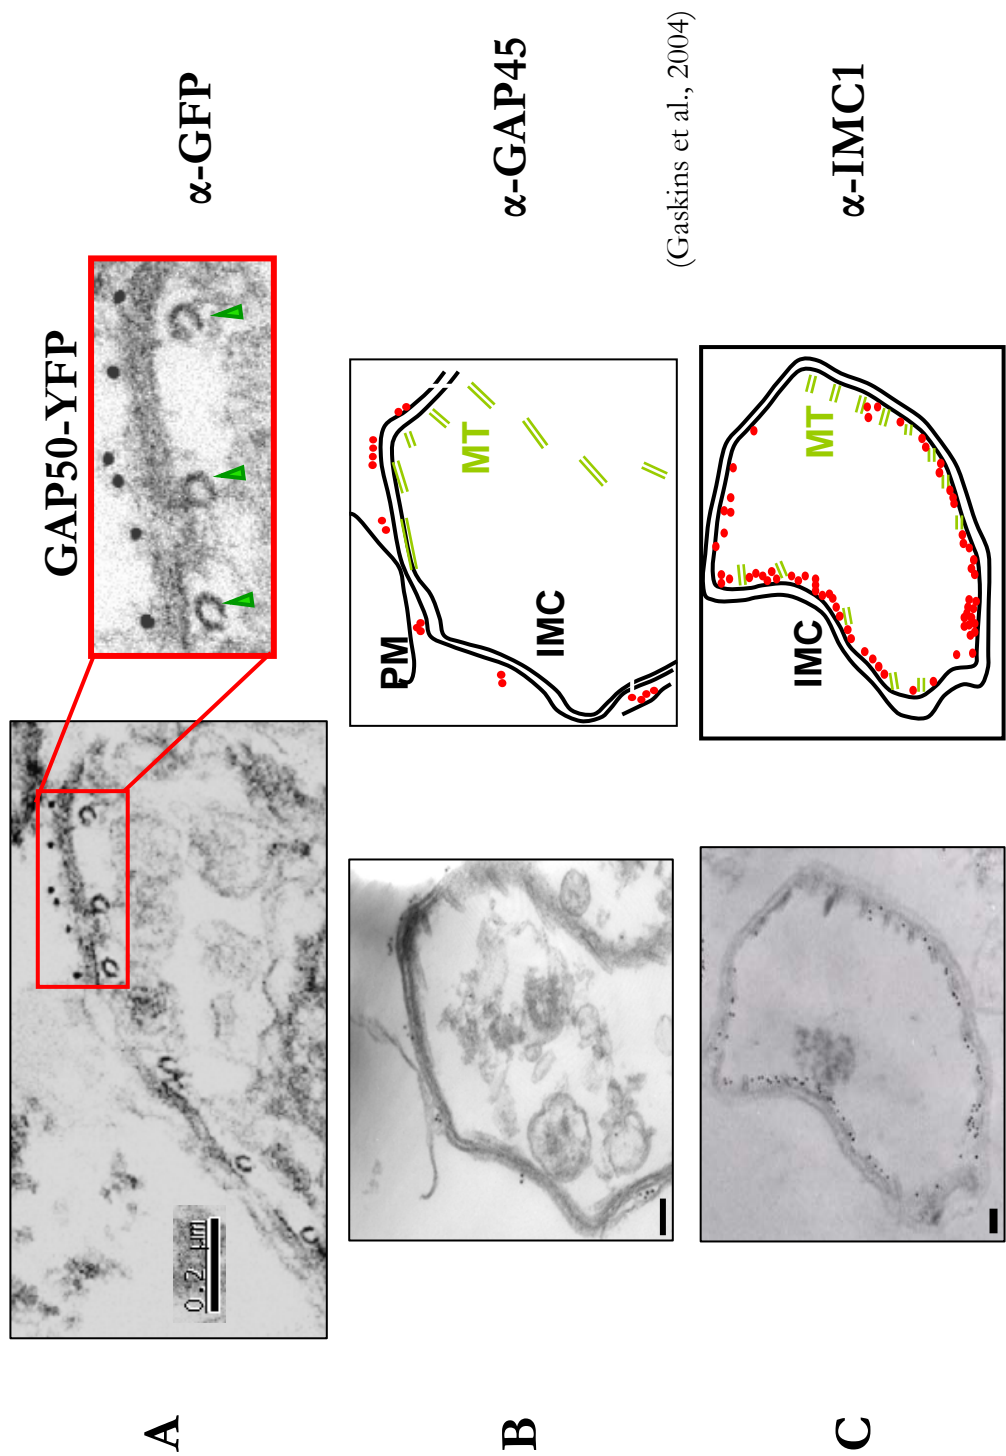 A
0.2 µm
GAP50-YFP
α-GFP
B
PM
IMC
MT
α-GAP45
(Gaskins et al., 2004)
C
IMC
MT
α-IMC1